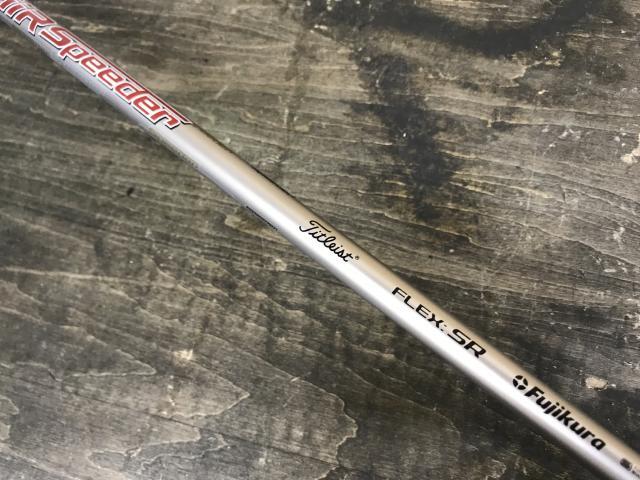 Speeder
Titleist®
FLEX: SR
Fujikura